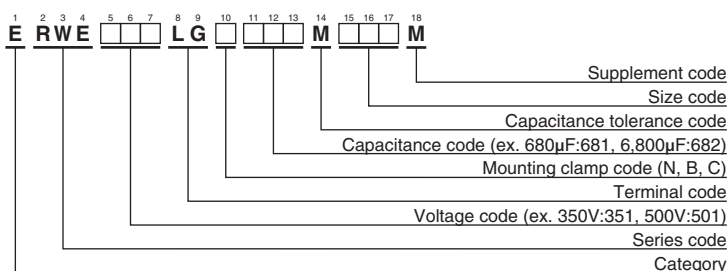 1 2 3 4 5 6 7 8 9 10 11 12 13 14 15 16 17 18
E RWE □□□ LG □ □□□ M □□□ M
Supplement code
Size code
Capacitance tolerance code
Capacitance code (ex. 680µF:681, 6,800µF:682)
Mounting clamp code (N, B, C)
Terminal code
Voltage code (ex. 350V:351, 500V:501)
Series code
Category